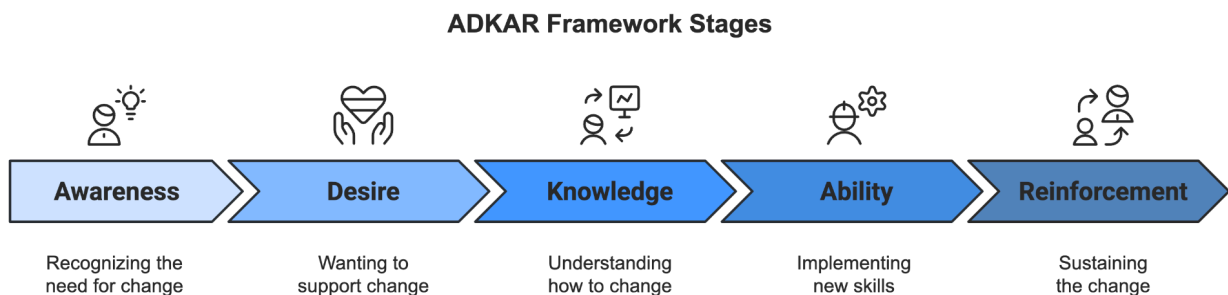 ADKAR Framework Stages
Awareness
Desire
Knowledge
Ability
Reinforcement
Recognizing the
need for change
Wanting to
support change
Understanding
how to change
Implementing
new skills
Sustaining
the change